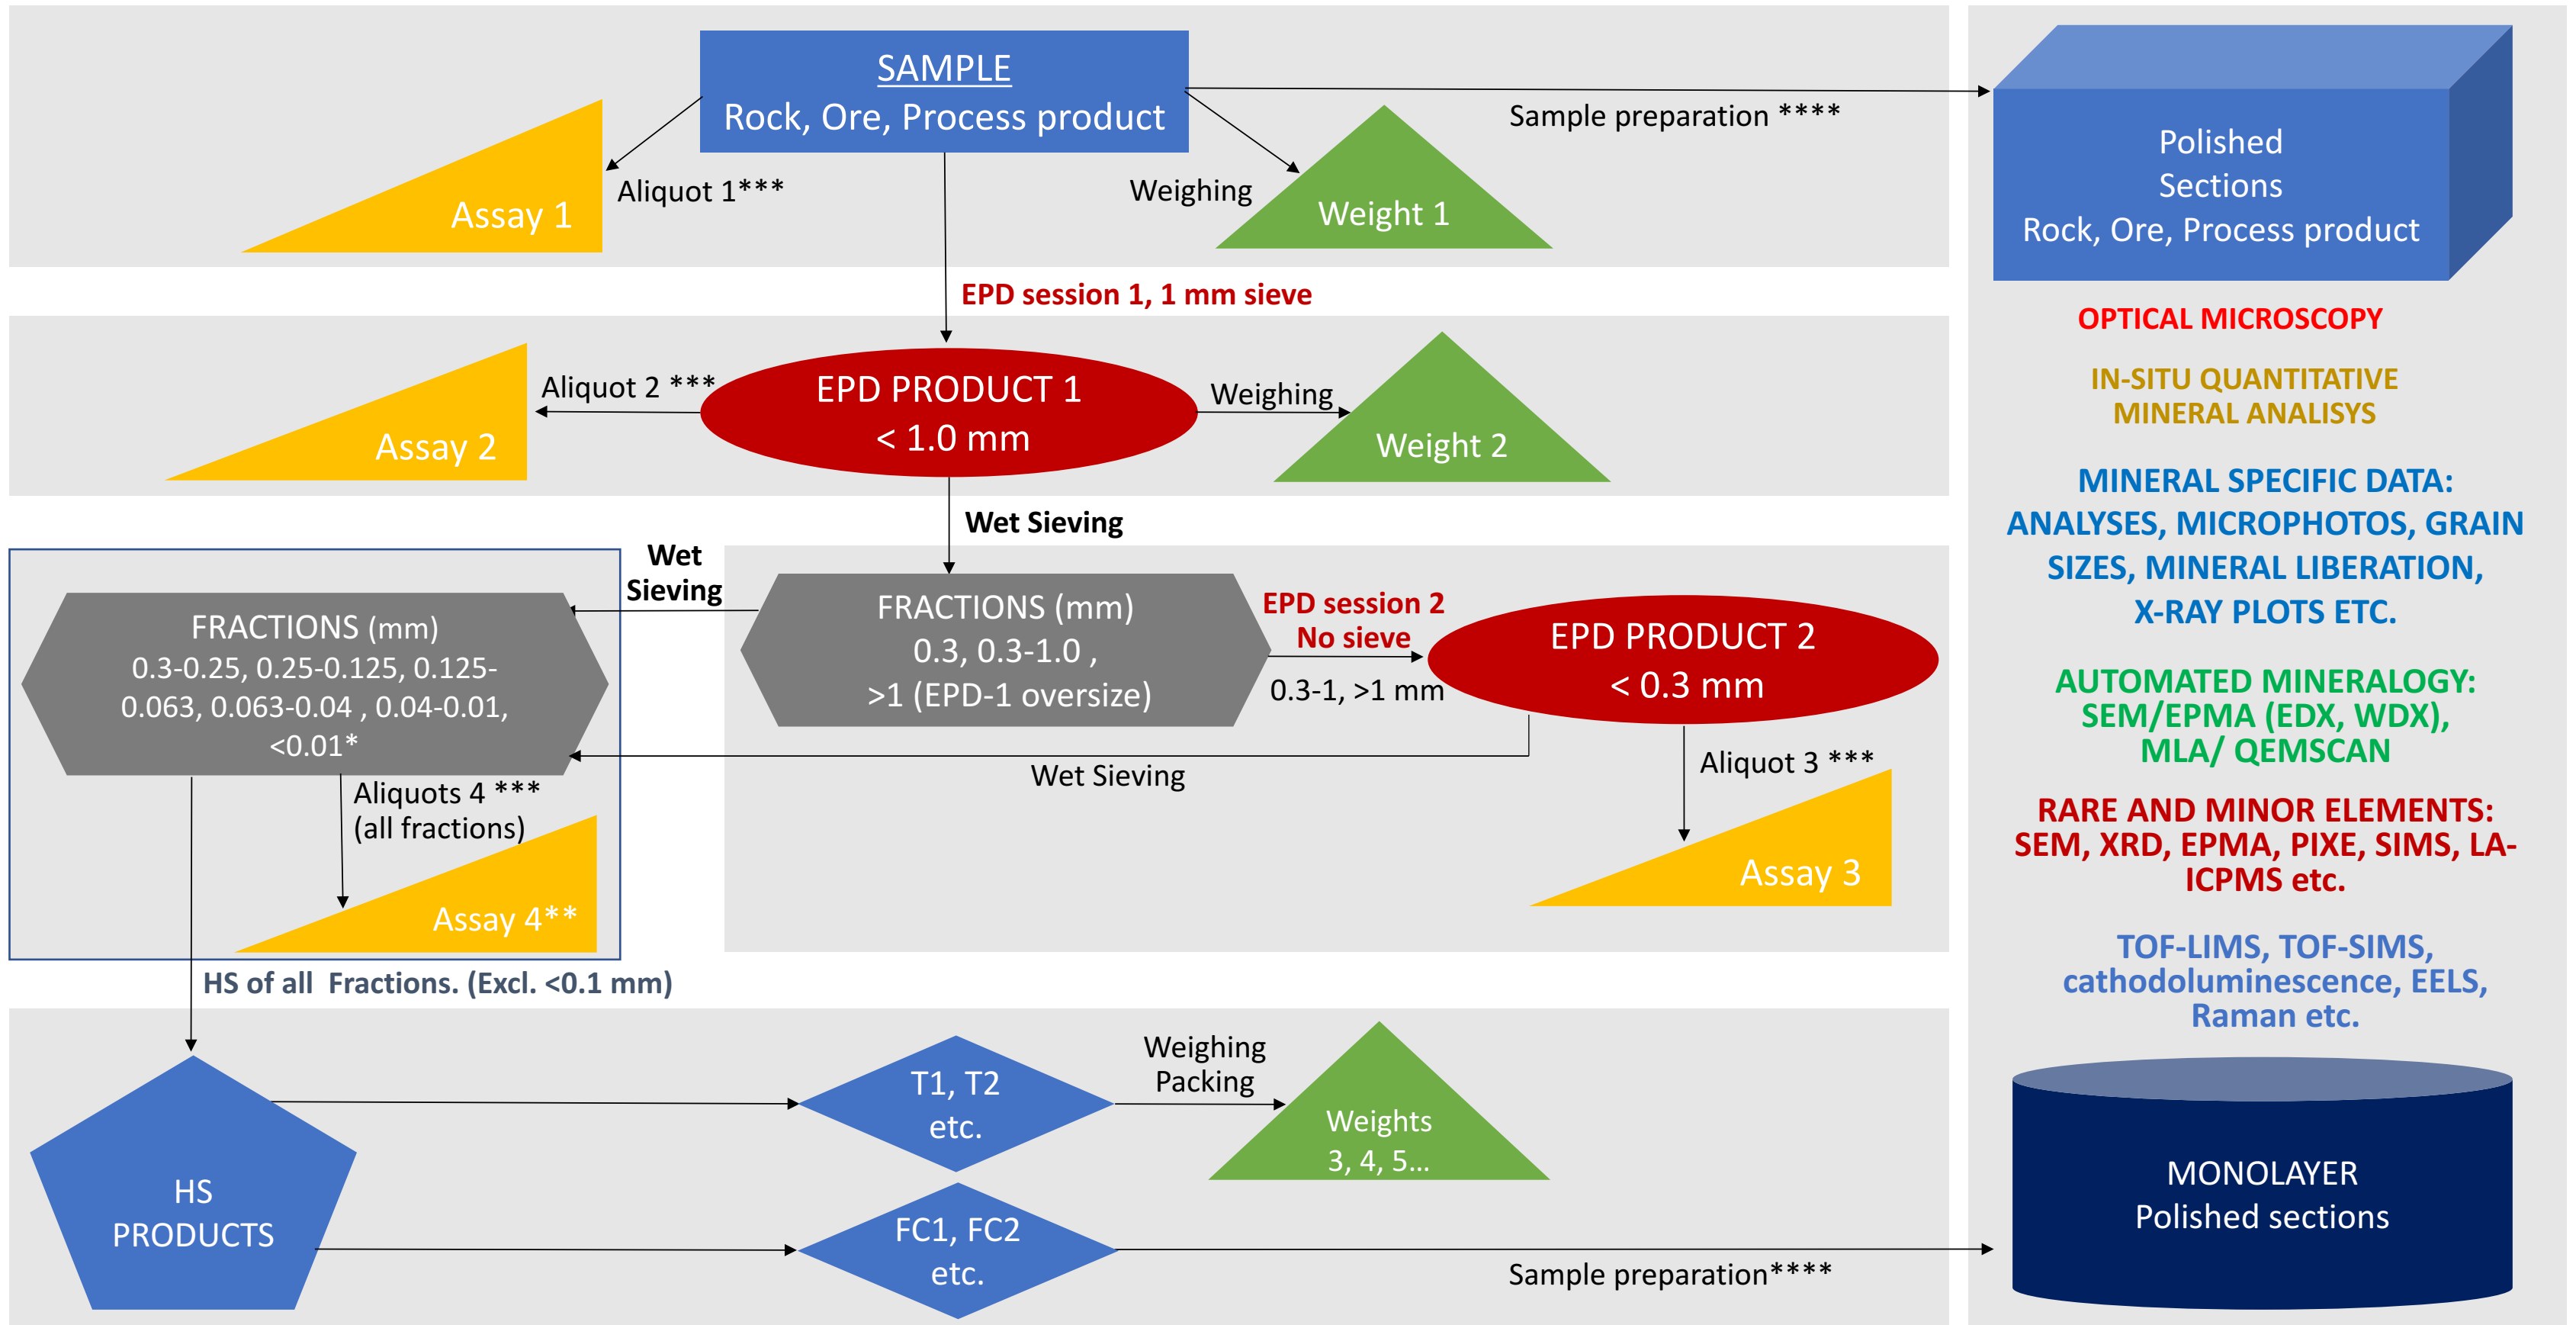 SAMPLE
Rock, Ore, Process product
Sample preparation ****
Aliquot 1***
Assay 1
Weighing
Weight 1
EPD session 1, 1 mm sieve
Aliquot 2 ***
Assay 2
EPD PRODUCT 1
< 1.0 mm
Weighing
Weight 2
Wet Sieving
Wet
Sieving
FRACTIONS (mm)
0.3-0.25, 0.25-0.125, 0.125-
0.063, 0.063-0.04 , 0.04-0.01,
<0.01*
FRACTIONS (mm)
0.3, 0.3-1.0 ,
>1 (EPD-1 oversize)
EPD session 2
No sieve
0.3-1, >1 mm
EPD PRODUCT 2
< 0.3 mm
Wet Sieving
Aliquot 3 ***
Assay 3
Aliquots 4 ***
(all fractions)
Assay 4**
HS of all  Fractions. (Excl. <0.1 mm)
HS
PRODUCTS
T1, T2
etc.
Weighing
Packing
Weights
3, 4, 5...
FC1, FC2
etc.
Sample preparation****
Polished
Sections
Rock, Ore, Process product
OPTICAL MICROSCOPY
IN-SITU QUANTITATIVE
MINERAL ANALISYS
MINERAL SPECIFIC DATA:
ANALYSES, MICROPHOTOS, GRAIN
SIZES, MINERAL LIBERATION,
X-RAY PLOTS ETC.
AUTOMATED MINERALOGY:
SEM/EPMA (EDX, WDX),
MLA/ QEMSCAN
RARE AND MINOR ELEMENTS:
SEM, XRD, EPMA, PIXE, SIMS, LA-
ICPMS etc.
TOF-LIMS, TOF-SIMS,
cathodoluminescence, EELS,
Raman etc.
MONOLAYER
Polished sections